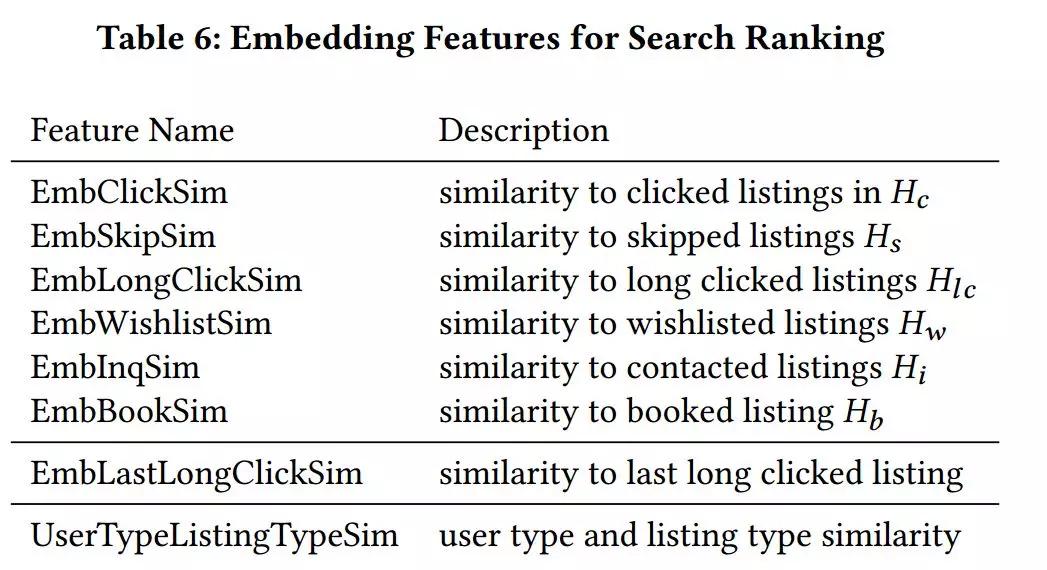 Table 6: Embedding Features for Search Ranking
Feature Name Description
EmbClickSim similarity to clicked listings in H_c
EmbSkipSim similarity to skipped listings H_s
EmbLongClickSim similarity to long clicked listings H_lc
EmbWishlistSim similarity to wishlisted listings H_w
EmbInqSim similarity to contacted listings H_i
EmbBookSim similarity to booked listing H_b
EmbLastLongClickSim similarity to last long clicked listing
UserTypeListingTypeSim user type and listing type similarity